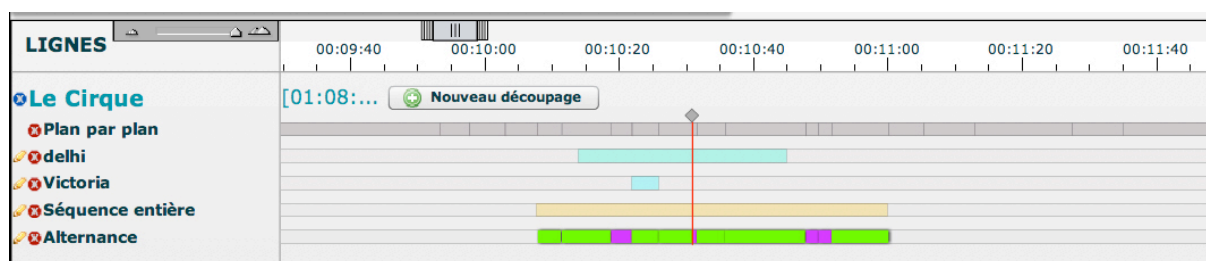 LIGNES
00:09:40 00:10:00 00:10:20 00:10:40 00:11:00 00:11:20 00:11:40
Le Cirque [01:08:... Nouveau découpage
Plan par plan
delhi
Victoria
Séquence entière
Alternance